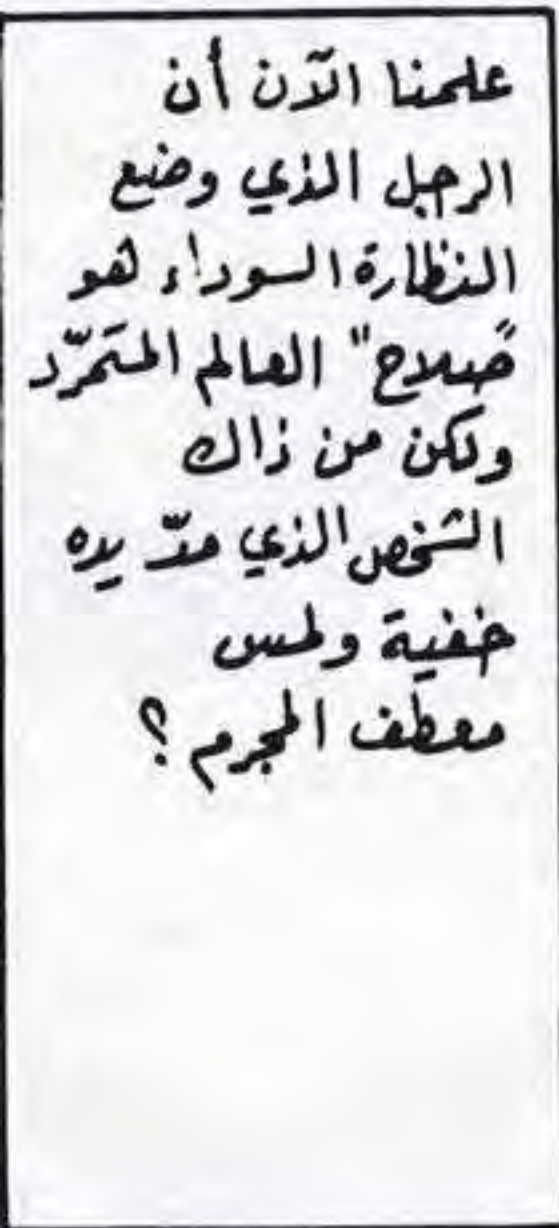 علمنا الآن أن
الرجل الذي وضع
النظارة السوداء هو
"صلاح" العالم المتمرّد
ولكن من ذاك
الشخص الذي مدّ يده
خفية ولمس
معطف المجرم ؟